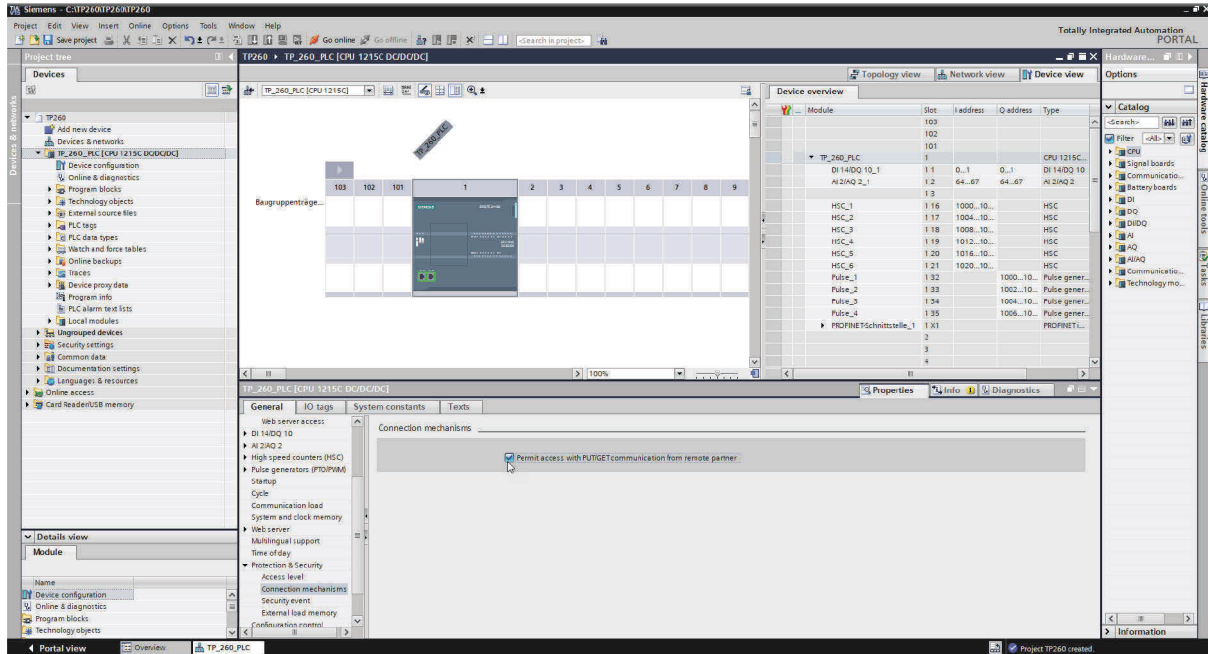 Siemens - C:\TP260\TP260\TP260
Project Edit View Insert Online Options Tools Window Help
Save project Go online Go offline <Search in project>
Totally Integrated Automation
PORTAL
Project tree
Devices
TP260
Add new device
Devices & networks
TP_260_PLC [CPU 1215C DC/DC/DC]
Device configuration
Online & diagnostics
Program blocks
Technology objects
External source files
PLC tags
PLC data types
Watch and force tables
Online backups
Traces
Device proxy data
Program info
PLC alarm text lists
Local modules
Ungrouped devices
Security settings
Common data
Documentation settings
Languages & resources
Online access
Card Reader/USB memory
Details view
Module
Name
Device configuration
Online & diagnostics
Program blocks
Technology objects
Devices & networks
TP260 TP_260_PLC [CPU 1215C DC/DC/DC]
Topology view Network view Device view
TP_260_PLC [CPU 1215C]
TP_260_PLC
103 102 101 1 2 3 4 5 6 7 8 9
Baugruppenträge...
SIEMENS
100%
Device overview
Module Slot I address Q address Type
103
102
101
TP_260_PLC 1 CPU 1215C...
DI 14/DQ 10_1 1 1 0...1 0...1 DI 14/DQ 10
AI 2/AQ 2_1 1 2 64...67 64...67 AI 2/AQ 2
1 3
HSC_1 1 16 1000...10... HSC
HSC_2 1 17 1004...10... HSC
HSC_3 1 18 1008...10... HSC
HSC_4 1 19 1012...10... HSC
HSC_5 1 20 1016...10... HSC
HSC_6 1 21 1020...10... HSC
Pulse_1 1 32 1000...10... Pulse gener...
Pulse_2 1 33 1002...10... Pulse gener...
Pulse_3 1 34 1004...10... Pulse gener...
Pulse_4 1 35 1006...10... Pulse gener...
PROFINET-Schnittstelle_1 1 X1 PROFINET i...
2
3
4
TP_260_PLC [CPU 1215C DC/DC/DC]
Properties Info Diagnostics
General IO tags System constants Texts
Web server access
DI 14/DQ 10
AI 2/AQ 2
High speed counters (HSC)
Pulse generators (PTO/PWM)
Startup
Cycle
Communication load
System and clock memory
Web server
Multilingual support
Time of day
Protection & Security
Access level
Connection mechanisms
Security event
External load memory
Configuration control
Connection mechanisms
Permit access with PUT/GET communication from remote partner
Hardware...
Options
Catalog
<Search>
Filter <All>
CPU
Signal boards
Communicatio...
Battery boards
DI
DQ
DI/DQ
AI
AQ
AI/AQ
Communicatio...
Technology mo...
Information
Hardware catalog
Online tools
Tasks
Libraries
Portal view Overview TP_260_PLC Project TP260 created.